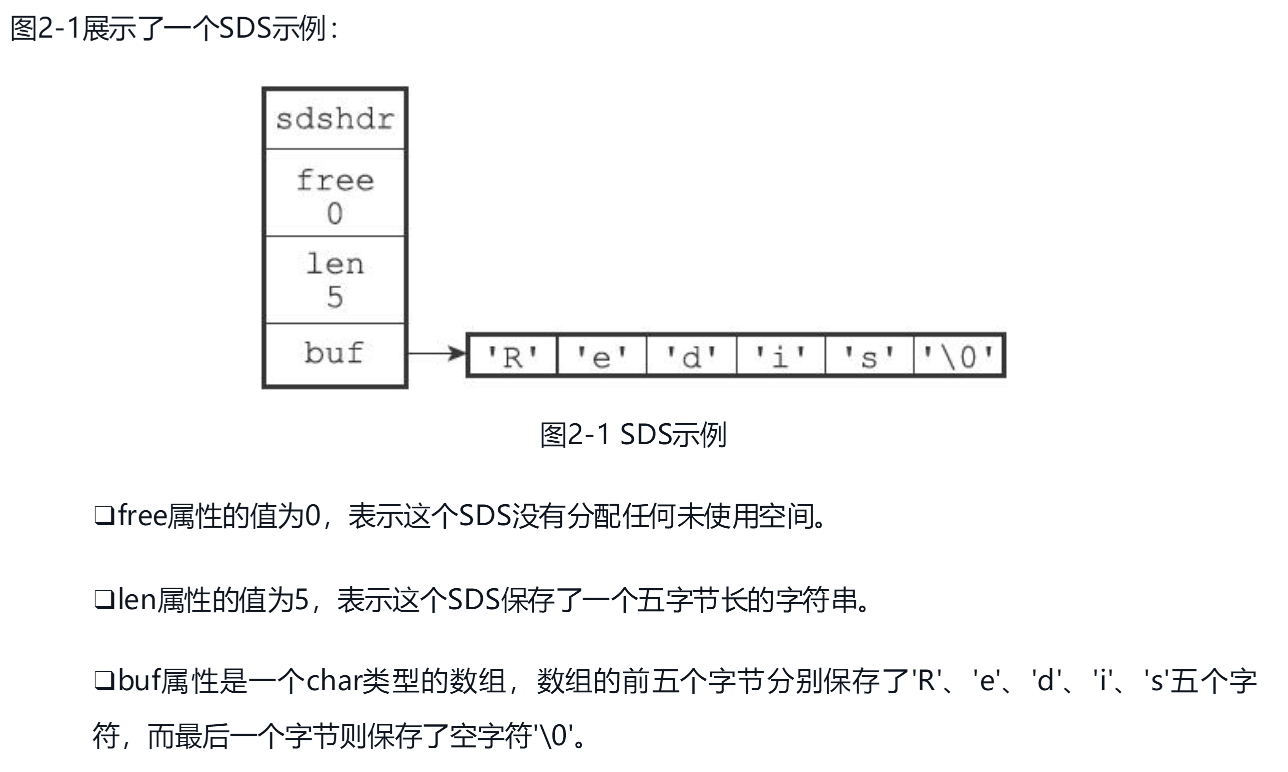 图2-1展示了一个SDS示例：
sdshdr
free
0
len
5
buf
'R' 'e' 'd' 'i' 's' '\0'
图2-1 SDS示例
❏free属性的值为0，表示这个SDS没有分配任何未使用空间。
❏len属性的值为5，表示这个SDS保存了一个五字节长的字符串。
❏buf属性是一个char类型的数组，数组的前五个字节分别保存了'R'、'e'、'd'、'i'、's'五个字
符，而最后一个字节则保存了空字符'\0'。